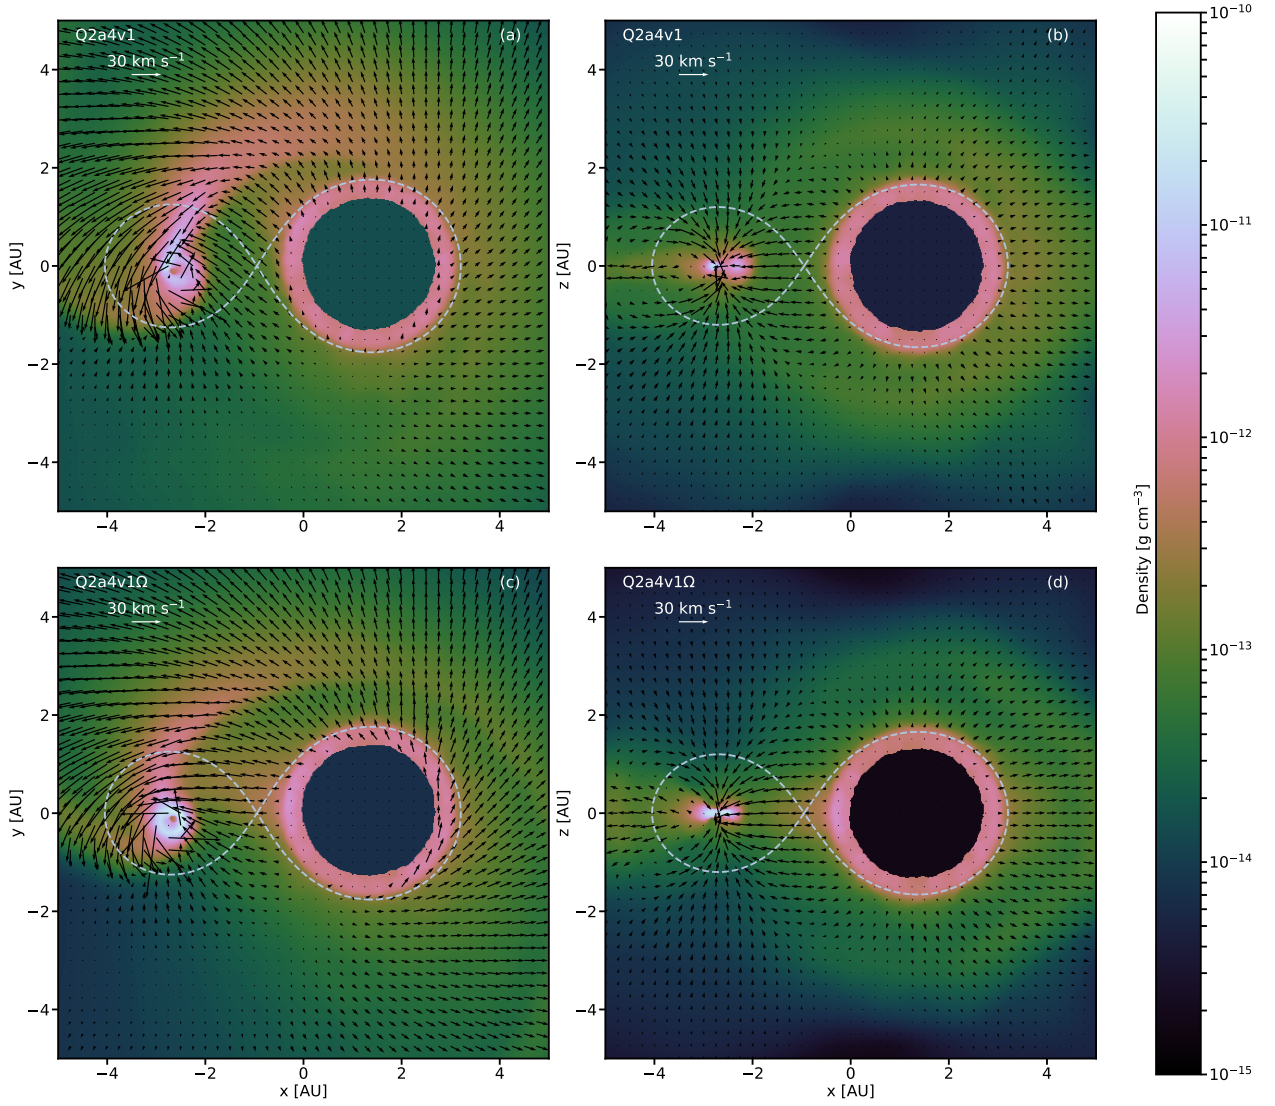 Q2a4v1 (a)
30 km s⁻¹
y [AU]
4
2
0
−2
−4
−4 −2 0 2 4
Q2a4v1 (b)
30 km s⁻¹
z [AU]
4
2
0
−2
−4
−4 −2 0 2 4
Q2a4v1Ω (c)
30 km s⁻¹
y [AU]
4
2
0
−2
−4
−4 −2 0 2 4
x [AU]
Q2a4v1Ω (d)
30 km s⁻¹
z [AU]
4
2
0
−2
−4
−4 −2 0 2 4
x [AU]
Density [g cm⁻³]
10⁻¹⁰
10⁻¹¹
10⁻¹²
10⁻¹³
10⁻¹⁴
10⁻¹⁵